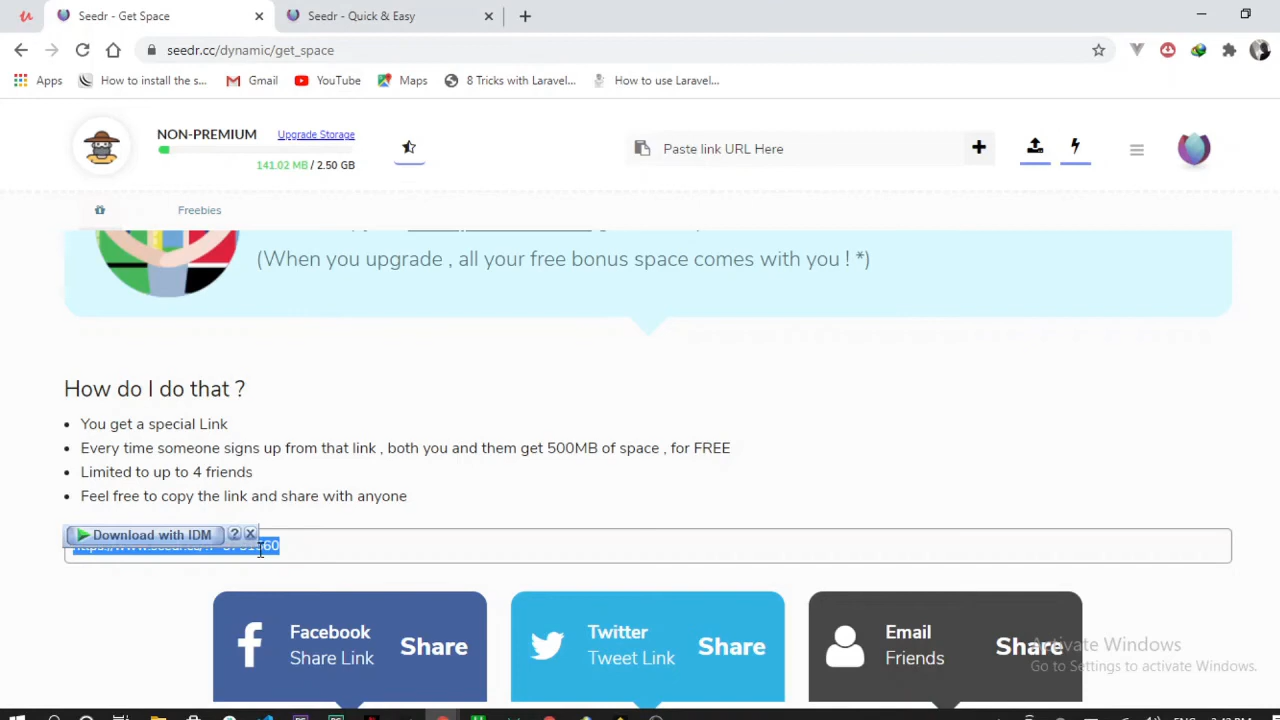 Seedr - Get Space
Seedr - Quick & Easy
seedr.cc/dynamic/get_space
Apps
How to install the s...
Gmail
YouTube
Maps
8 Tricks with Laravel...
How to use Laravel...
NON-PREMIUM
Upgrade Storage
141.02 MB / 2.50 GB
Paste link URL Here
Freebies
(When you upgrade , all your free bonus space comes with you ! *)
How do I do that ?
You get a special Link
Every time someone signs up from that link , both you and them get 500MB of space , for FREE
Limited to up to 4 friends
Feel free to copy the link and share with anyone
Download with IDM
Facebook
Share Link
Share
Twitter
Tweet Link
Share
Email
Friends
Share
Activate Windows
Go to Settings to activate Windows.